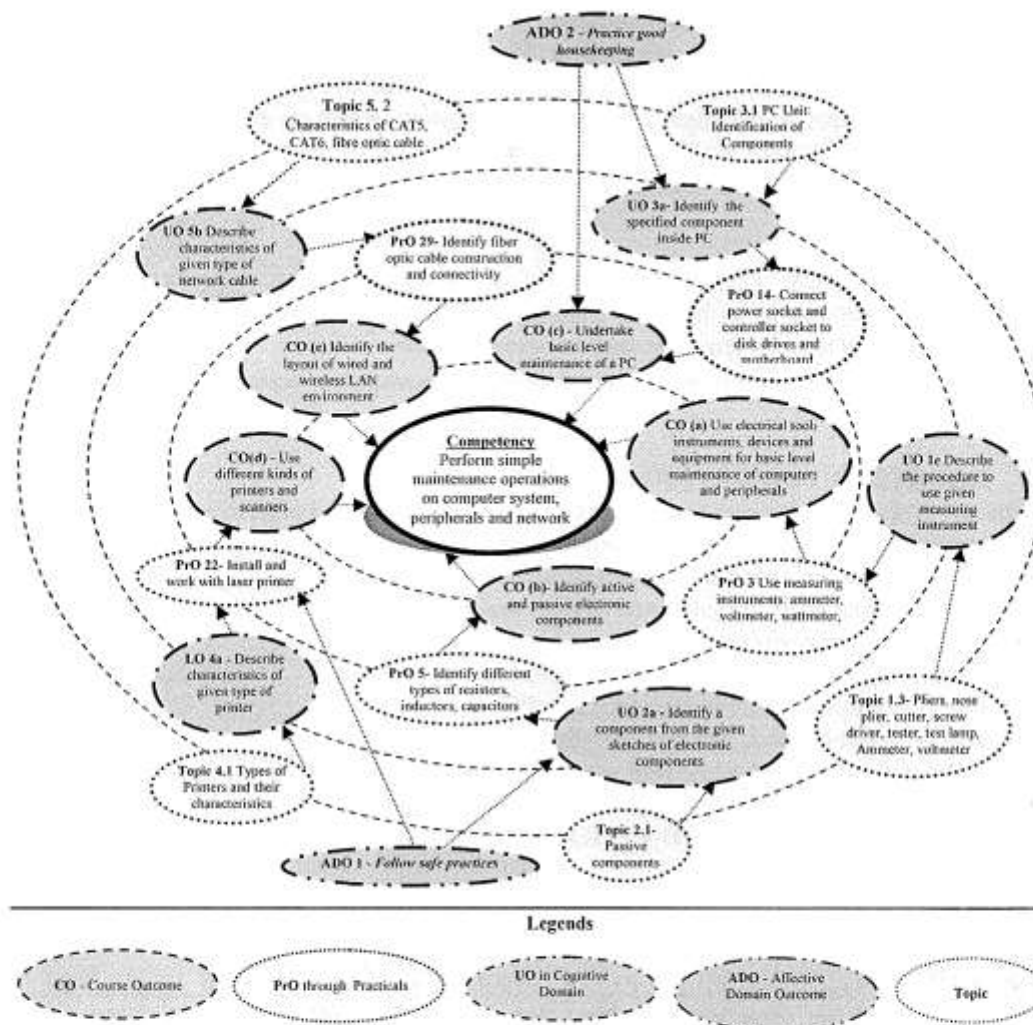 ADO 2 - Practice good
housekeeping
Topic 5. 2
Characteristics of CAT5,
CAT6, fibre optic cable
Topic 3.1 PC Unit:
Identification of
Components
UO 5b Describe
characteristics of
given type of
network cable
PrO 29- Identify fiber
optic cable construction
and connectivity
UO 3a- Identify the
specified component
inside PC
PrO 14- Connect
power socket and
controller socket to
disk drives and
motherboard
CO (e) Identify the
layout of wired and
wireless LAN
environment
CO (c) - Undertake
basic level
maintenance of a PC
CO(d) - Use
different kinds of
printers and
scanners
Competency
Perform simple
maintenance operations
on computer system,
peripherals and network
CO (a) Use electrical tools
instruments, devices and
equipment for basic level
maintenance of computers
and peripherals
UO 1e Describe
the procedure to
use given
measuring
instrument
PrO 22- Install and
work with laser printer
CO (b)- Identify active
and passive electronic
components
PrO 3 Use measuring
instruments: ammeter,
voltmeter, wattmeter,
LO 4a - Describe
characteristics of
given type of
printer
PrO 5- Identify different
types of resistors,
inductors, capacitors
UO 2a - Identify a
component from the given
sketches of electronic
components
Topic 1.3- Pliers, nose
plier, cutter, screw
driver, tester, test lamp,
Ammeter, voltmeter
Topic 4.1 Types of
Printers and their
characteristics
Topic 2.1-
Passive
components
ADO 1 - Follow safe practices
Legends
CO - Course Outcome
PrO through Practicals
UO in Cognitive
Domain
ADO - Affective
Domain Outcome
Topic